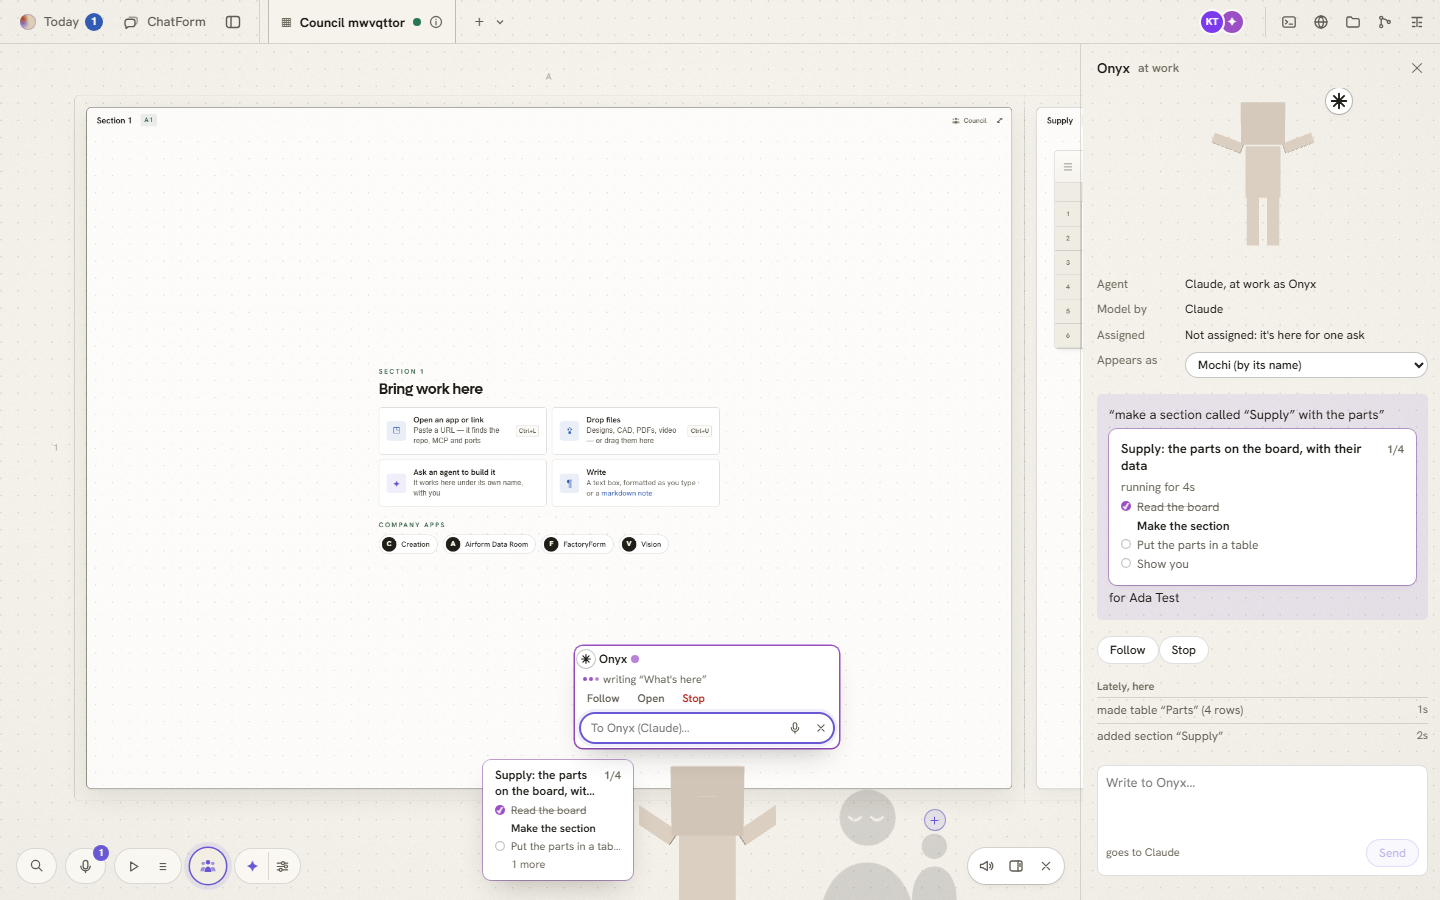 Today 1
ChatForm
Council mwvqttor
KT
A
1
Section 1
A1
Council
Supply
1
2
3
4
5
6
SECTION 1
Bring work here
Open an app or link
Paste a URL — it finds the
repo, MCP and ports
Ctrl+L
Drop files
Designs, CAD, PDFs, video
— or drag them here
Ctrl+U
Ask an agent to build it
It works here under its own name,
with you
Write
A text box, formatted as you type ·
or a markdown note
COMPANY APPS
C Creation
A Airform Data Room
F FactoryForm
V Vision
Onyx
writing “What's here”
Follow Open Stop
To Onyx (Claude)...
Supply: the parts 1/4
on the board, wit...
Read the board
Make the section
Put the parts in a tab...
1 more
1
Onyx at work
Agent Claude, at work as Onyx
Model by Claude
Assigned Not assigned: it's here for one ask
Appears as Mochi (by its name)
“make a section called “Supply” with the parts”
Supply: the parts on the board, with their 1/4
data
running for 4s
Read the board
Make the section
Put the parts in a table
Show you
for Ada Test
Follow Stop
Lately, here
made table “Parts” (4 rows) 1s
added section “Supply” 2s
Write to Onyx...
goes to Claude Send